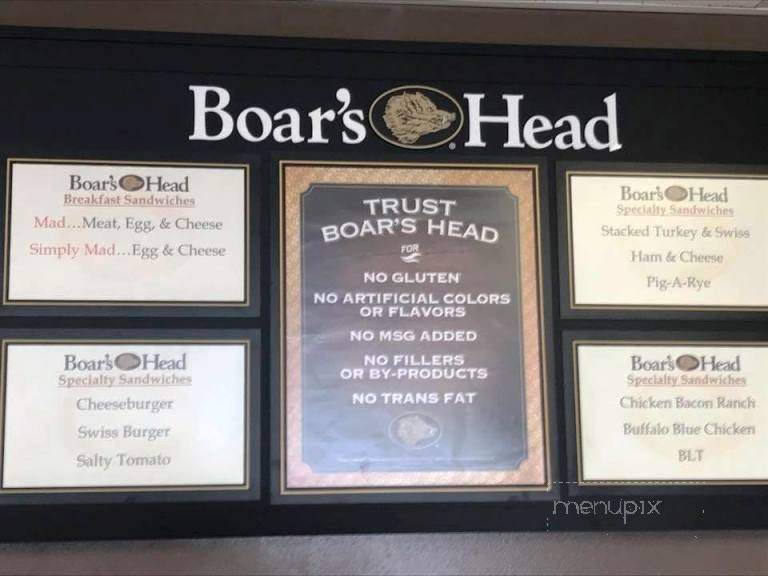 Boar's Head
Boar's Head
Breakfast Sandwiches
Mad...Meat, Egg, & Cheese
Simply Mad...Egg & Cheese
Boar's Head
Specialty Sandwiches
Cheeseburger
Swiss Burger
Salty Tomato
TRUST
BOAR'S HEAD
FOR
NO GLUTEN
NO ARTIFICIAL COLORS
OR FLAVORS
NO MSG ADDED
NO FILLERS
OR BY-PRODUCTS
NO TRANS FAT
Boar's Head
Specialty Sandwiches
Stacked Turkey & Swiss
Ham & Cheese
Pig-A-Rye
Boar's Head
Specialty Sandwiches
Chicken Bacon Ranch
Buffalo Blue Chicken
BLT
menupix